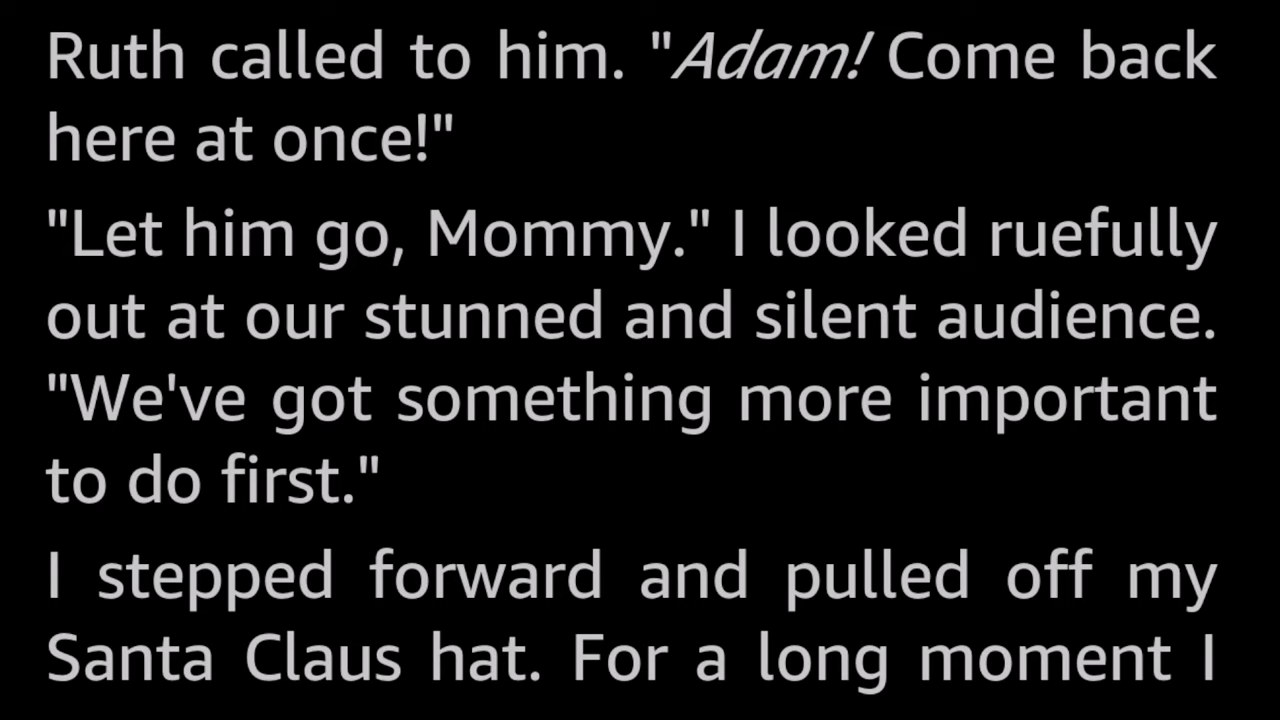 Ruth called to him. "Adam! Come back
here at once!"
"Let him go, Mommy." I looked ruefully
out at our stunned and silent audience.
"We've got something more important
to do first."
I stepped forward and pulled off my
Santa Claus hat. For a long moment I